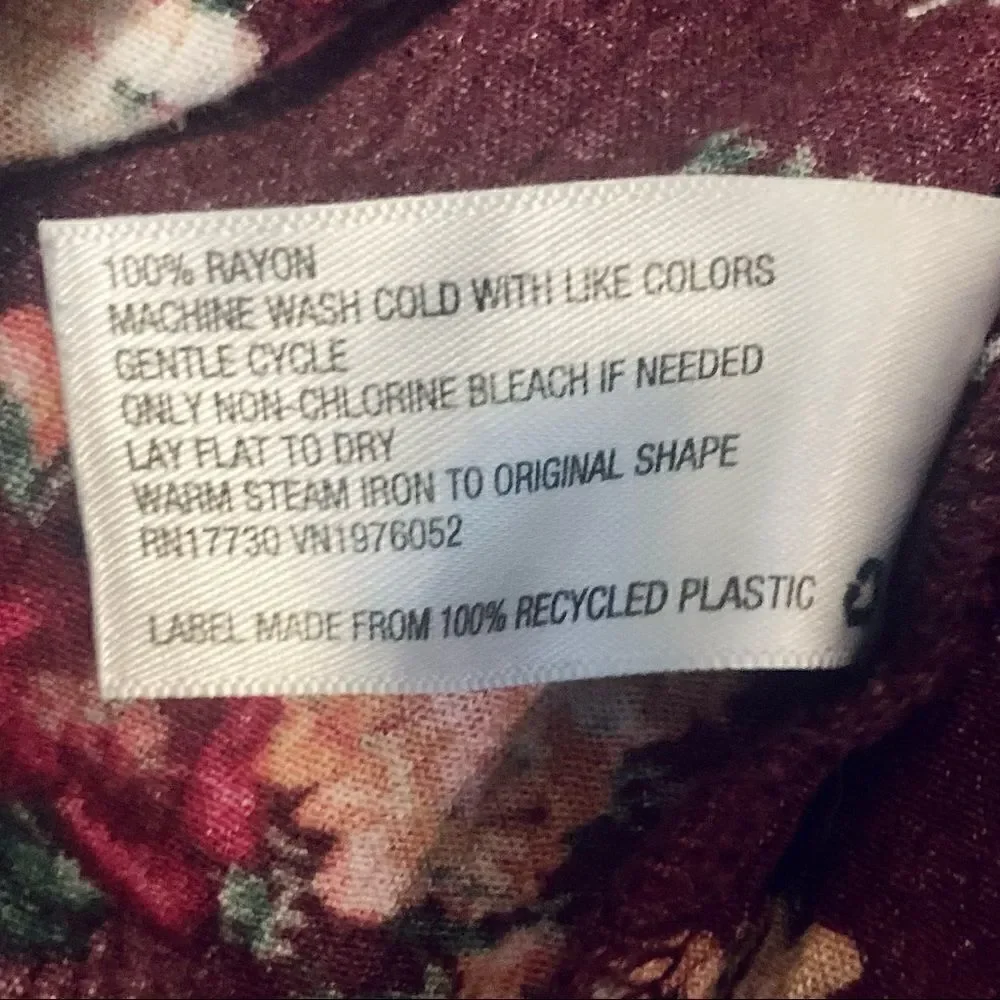 100% RAYON
MACHINE WASH COLD WITH LIKE COLORS
GENTLE CYCLE
ONLY NON-CHLORINE BLEACH IF NEEDED
LAY FLAT TO DRY
WARM STEAM IRON TO ORIGINAL SHAPE
RN17730 VN1976052
LABEL MADE FROM 100% RECYCLED PLASTIC